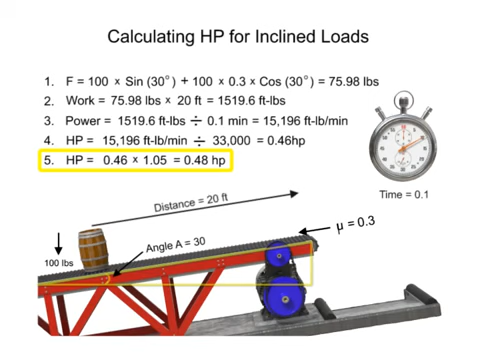 Calculating HP for Inclined Loads
1. F = 100 × Sin (30°) + 100 × 0.3 × Cos (30°) = 75.98 lbs
2. Work = 75.98 lbs × 20 ft = 1519.6 ft-lbs
3. Power = 1519.6 ft-lbs ÷ 0.1 min = 15,196 ft-lb/min
4. HP = 15,196 ft-lb/min ÷ 33,000 = 0.46hp
5. HP = 0.46 × 1.05 = 0.48 hp
Time = 0.1
Distance = 20 ft
μ = 0.3
Angle A = 30
100 lbs